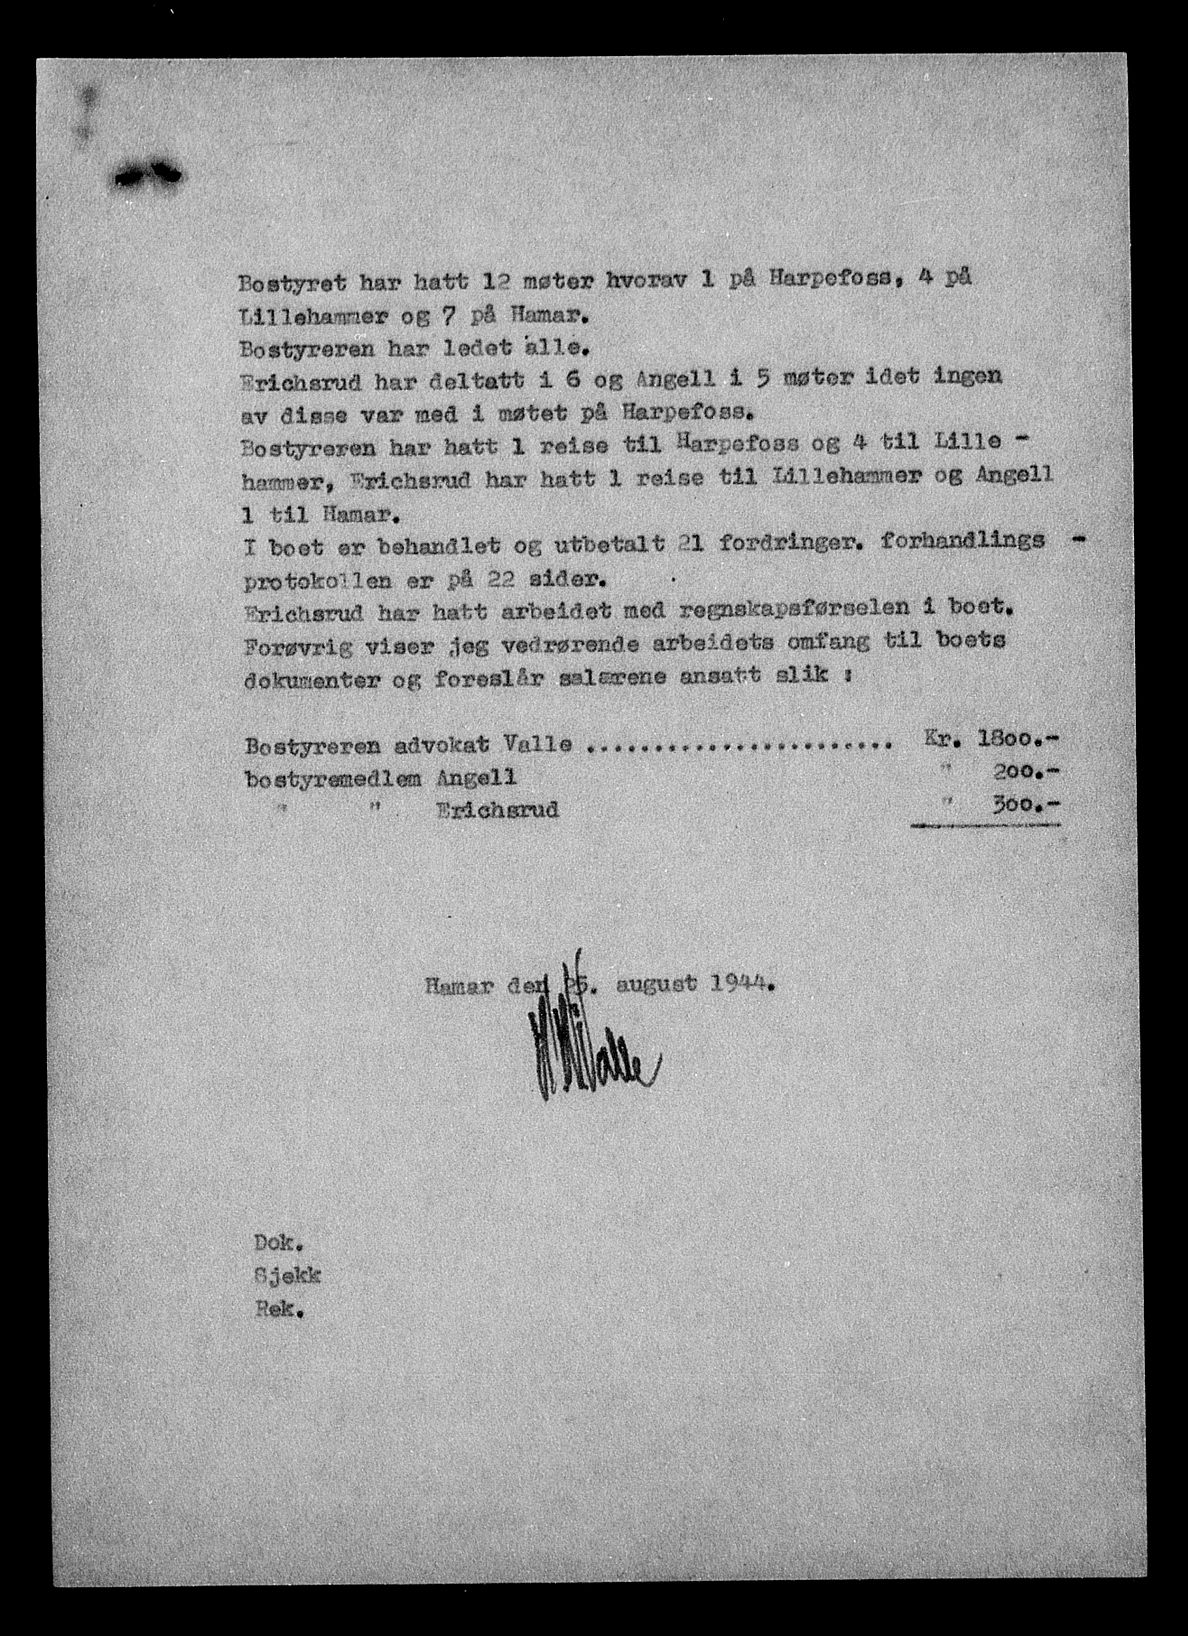 Bostyret har hatt 12 møter hvorav 1 på Harpefoss, 4 på
Lillehammer og 7 på Hamar.
Bostyreren har ledet alle.
Erichsrud har deltatt i 6 og Angell i 5 møter idet ingen
av disse var med i møtet på Harpefoss.
Bostyreren har hatt 1 reise til Harpefoss og 4 til Lille -
hammer, Erichsrud har hatt 1 reise til Lillehammer og Angell
1 til Hamar.
I boet er behandlet og utbetalt 21 fordringer. forhandlings -
protokollen er på 22 sider.
Erichsrud har hatt arbeidet med regnskapsførselen i boet.
Forøvrig viser jeg vedrørende arbeidets omfang til boets
dokumenter og foreslår salærene ansatt slik :
Bostyreren advokat Valle ....................... Kr. 1800.-
bostyremedlem Angell " 200.-
" " Erichsrud " 300.-
Hamar den 25. august 1944.
Valle
Dok.
Sjekk
Rek.